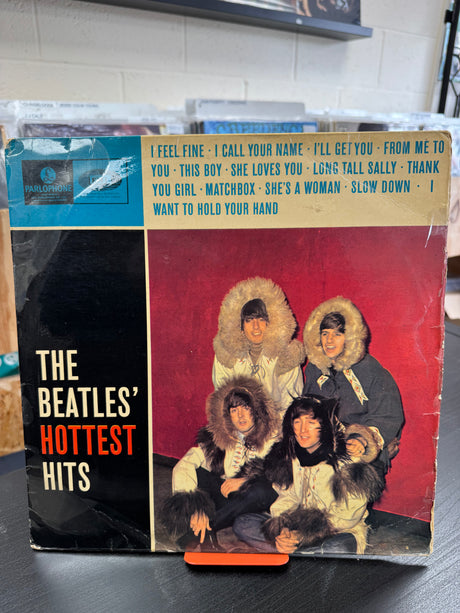 I FEEL FINE · I CALL YOUR NAME · I'LL GET YOU · FROM ME TO
YOU · THIS BOY · SHE LOVES YOU · LONG TALL SALLY · THANK
YOU GIRL · MATCHBOX · SHE'S A WOMAN · SLOW DOWN · I
WANT TO HOLD YOUR HAND
PARLOPHONE
THE
BEATLES'
HOTTEST
HITS